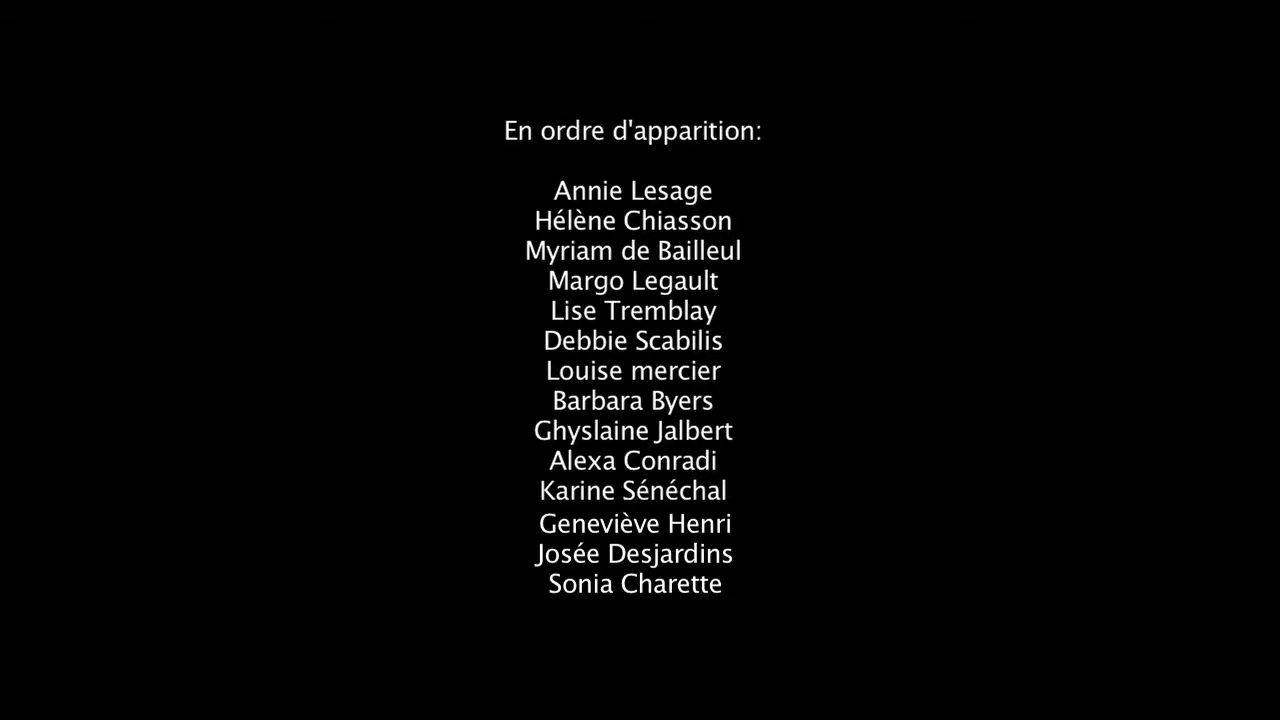 En ordre d'apparition:
Annie Lesage
Hélène Chiasson
Myriam de Bailleul
Margo Legault
Lise Tremblay
Debbie Scabilis
Louise mercier
Barbara Byers
Ghyslaine Jalbert
Alexa Conradi
Karine Sénéchal
Geneviève Henri
Josée Desjardins
Sonia Charette